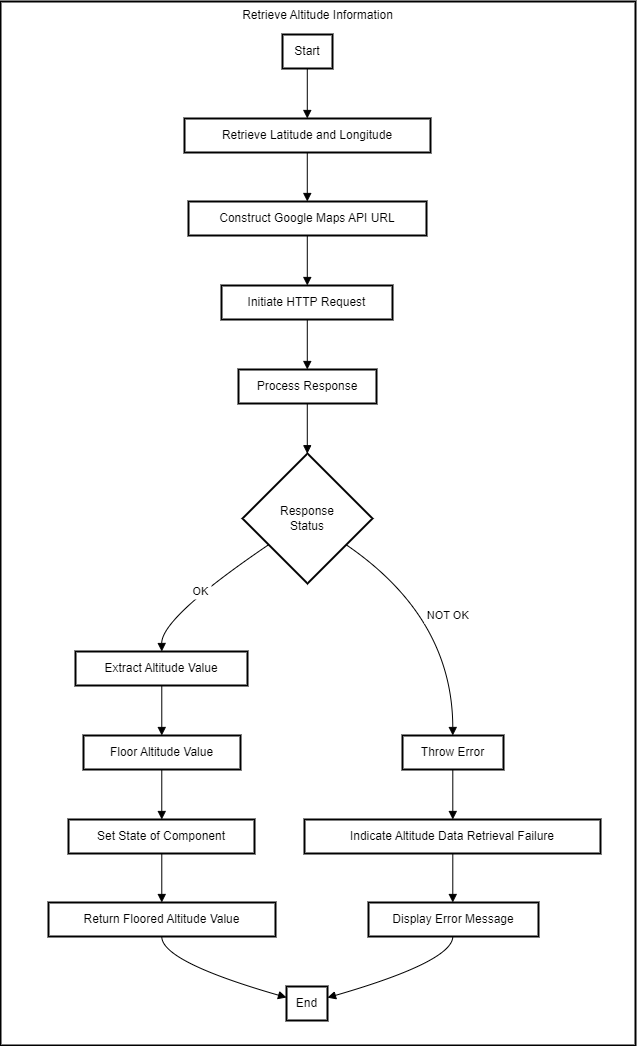 Retrieve Altitude Information
Start
Retrieve Latitude and Longitude
Construct Google Maps API URL
Initiate HTTP Request
Process Response
Response
Status
OK
NOT OK
Extract Altitude Value
Floor Altitude Value
Throw Error
Set State of Component
Indicate Altitude Data Retrieval Failure
Return Floored Altitude Value
Display Error Message
End